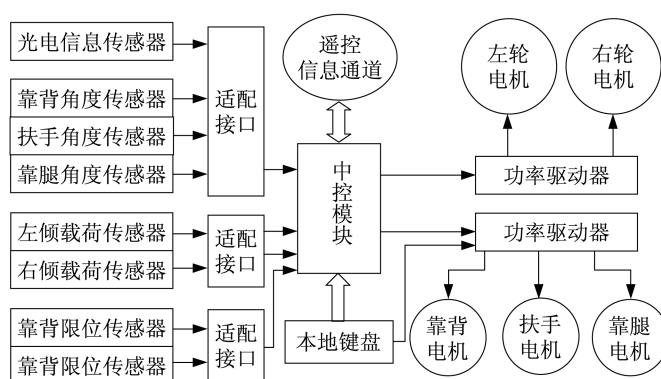 光电信息传感器
靠背角度传感器
扶手角度传感器
靠腿角度传感器
适配
接口
左倾载荷传感器
右倾载荷传感器
适配
接口
靠背限位传感器
靠背限位传感器
适配
接口
遥控
信息通道
中控模块
本地键盘
左轮
电机
右轮
电机
功率驱动器
功率驱动器
靠背
电机
扶手
电机
靠腿
电机